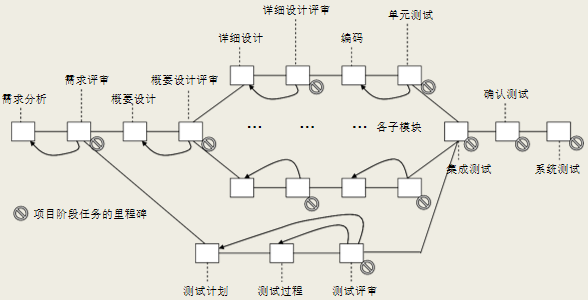 详细设计评审
单元测试
详细设计
编码
需求评审
概要设计评审
需求分析
概要设计
确认测试
… … … 各子模块
集成测试
系统测试
项目阶段任务的里程碑
测试计划
测试过程
测试评审